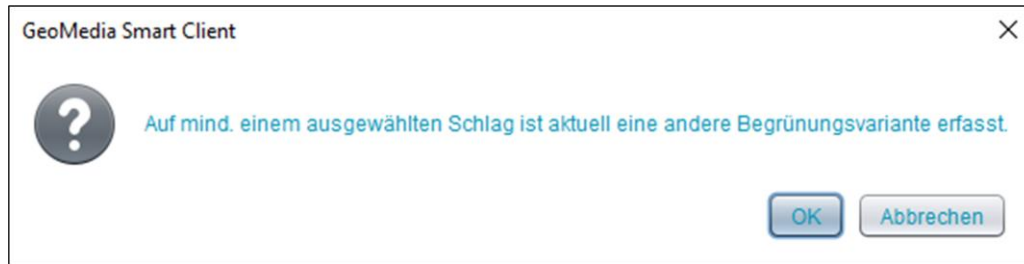 GeoMedia Smart Client
Auf mind. einem ausgewählten Schlag ist aktuell eine andere Begrünungsvariante erfasst.
OK
Abbrechen